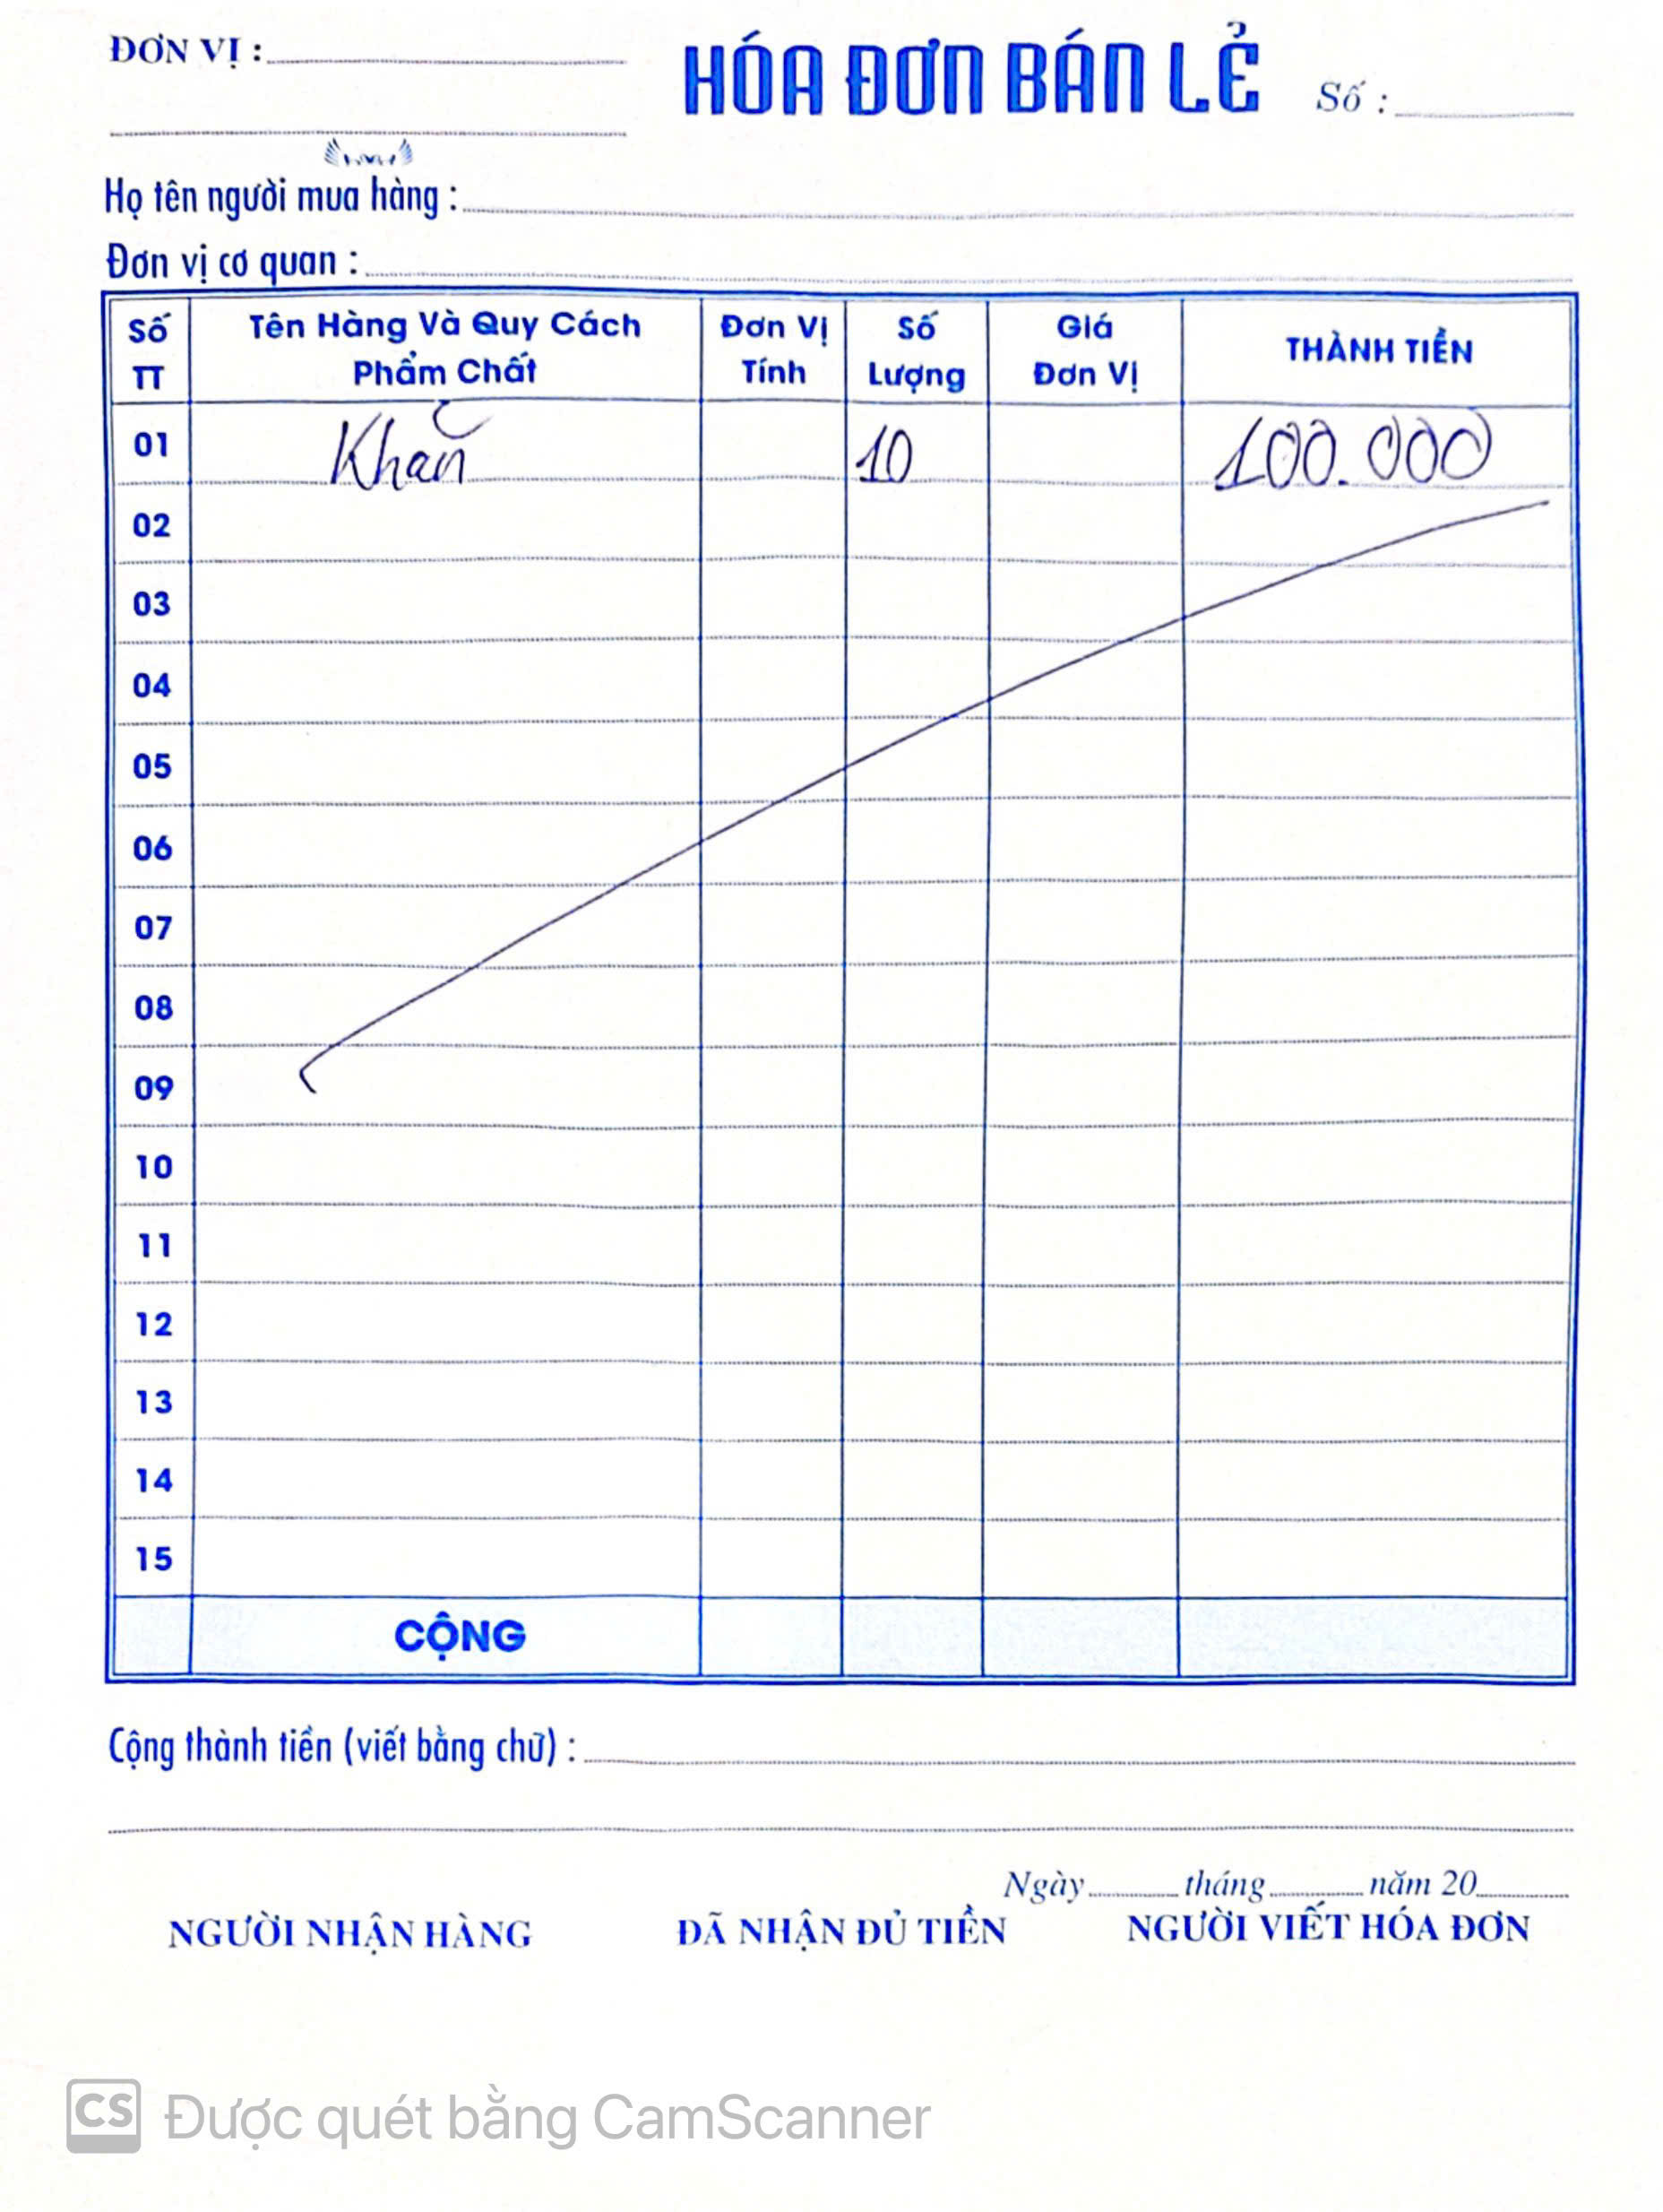 ĐƠN VỊ :
HÓA ĐƠN BÁN LẺ
Số :
Họ tên người mua hàng :
Đơn vị cơ quan :
Số TT Tên Hàng Và Quy Cách Phẩm Chất Đơn Vị Tính Số Lượng Giá Đơn Vị THÀNH TIỀN
01 Khăn 10 100.000
02
03
04
05
06
07
08
09
10
11
12
13
14
15
CỘNG
Cộng thành tiền (viết bằng chữ) :
Ngày tháng năm 20
NGƯỜI NHẬN HÀNG ĐÃ NHẬN ĐỦ TIỀN NGƯỜI VIẾT HÓA ĐƠN
CS Được quét bằng CamScanner